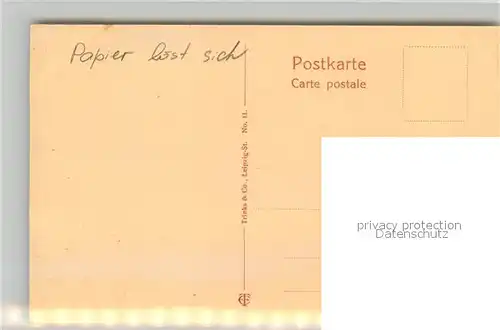 Papier löst sich
Postkarte
Carte postale
Trinks & Co., Leipzig-St. No. 11.
privacy protection
Datenschutz